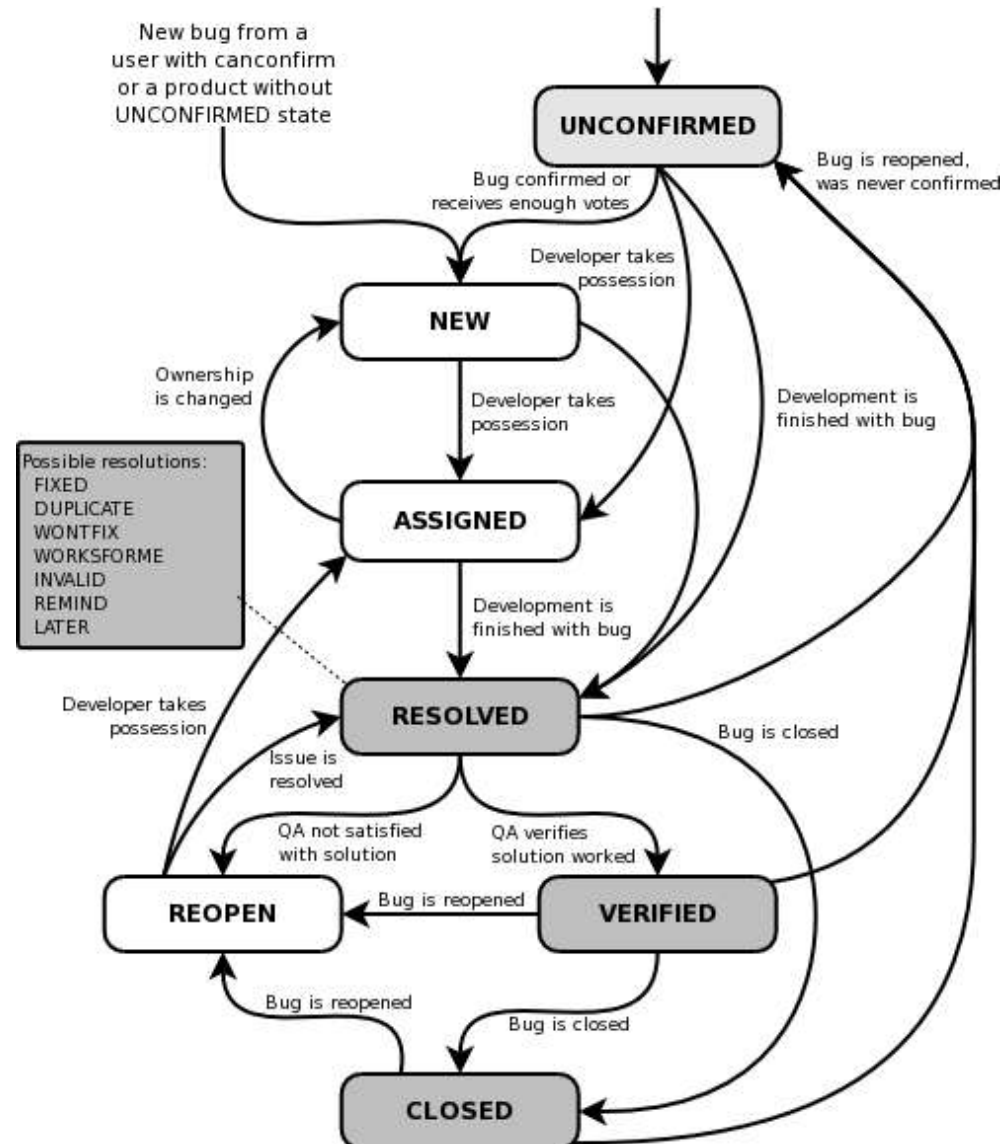 New bug from a
user with canconfirm
or a product without
UNCONFIRMED state
UNCONFIRMED
Bug is reopened,
was never confirmed
Bug confirmed or
receives enough votes
Developer takes
possession
NEW
Ownership
is changed
Developer takes
possession
Development is
finished with bug
Possible resolutions:
FIXED
DUPLICATE
WONTFIX
WORKSFORME
INVALID
REMIND
LATER
ASSIGNED
Development is
finished with bug
Developer takes
possession
RESOLVED
Bug is closed
Issue is
resolved
QA not satisfied
with solution
QA verifies
solution worked
REOPEN
Bug is reopened
VERIFIED
Bug is reopened
Bug is closed
CLOSED